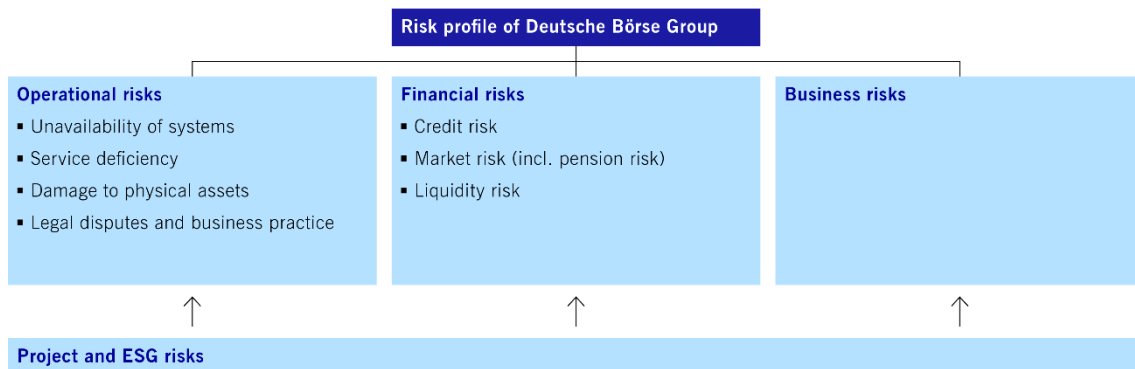 Risk profile of Deutsche Börse Group
Operational risks
▪ Unavailability of systems
▪ Service deficiency
▪ Damage to physical assets
▪ Legal disputes and business practice
Financial risks
▪ Credit risk
▪ Market risk (incl. pension risk)
▪ Liquidity risk
Business risks
Project and ESG risks